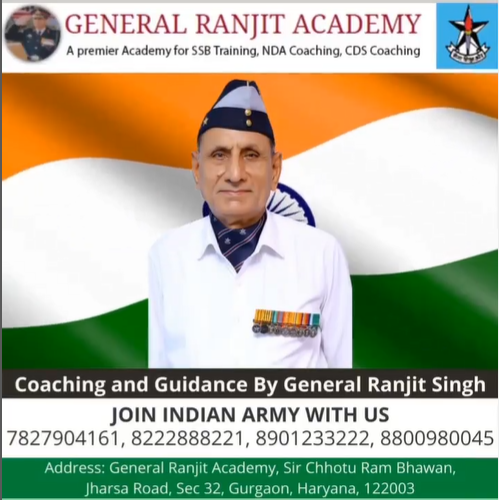 GENERAL RANJIT ACADEMY
A premier Academy for SSB Training, NDA Coaching, CDS Coaching
Coaching and Guidance By General Ranjit Singh
JOIN INDIAN ARMY WITH US
7827904161, 8222888221, 8901233222, 8800980045
Address: General Ranjit Academy, Sir Chhotu Ram Bhawan,
Jharsa Road, Sec 32, Gurgaon, Haryana, 122003